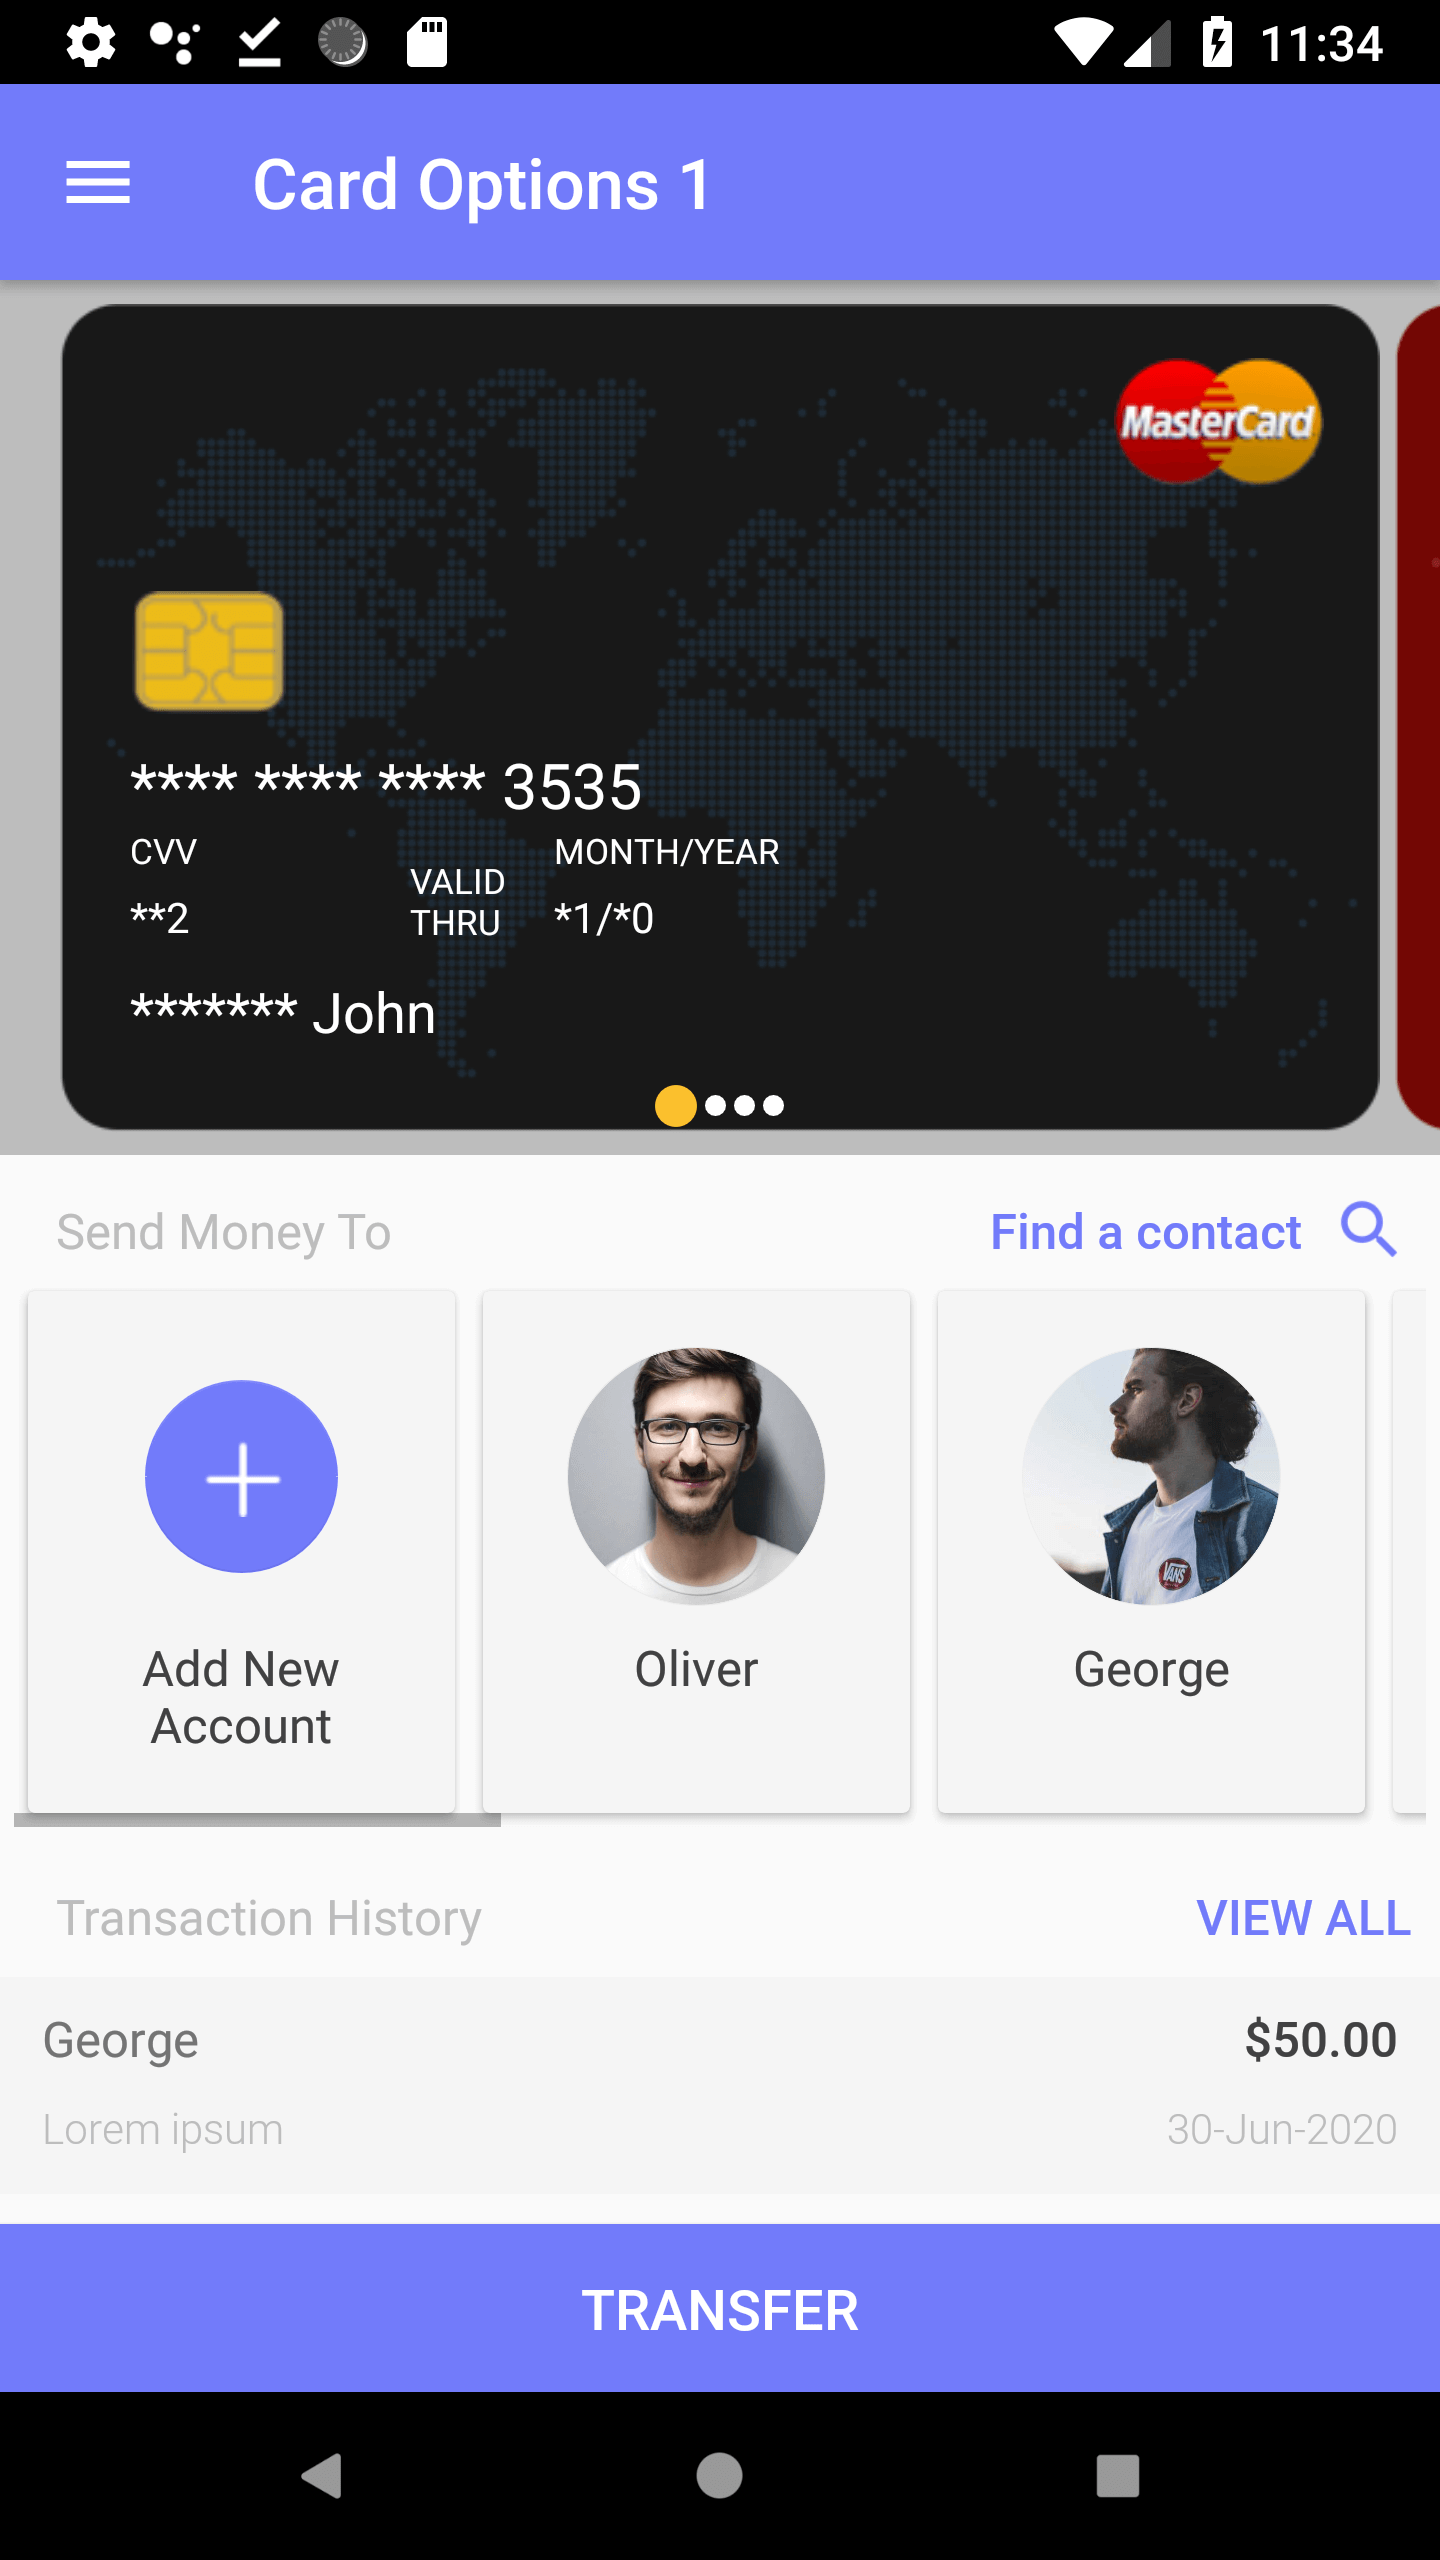 11:34
Card Options 1
MasterCard
**** **** **** 3535
CVV
MONTH/YEAR
VALID
THRU
**2
*1/*0
******* John
Send Money To
Find a contact
VANS
Add New
Account
Oliver
George
Transaction History
VIEW ALL
George
$50.00
Lorem ipsum
30-Jun-2020
TRANSFER